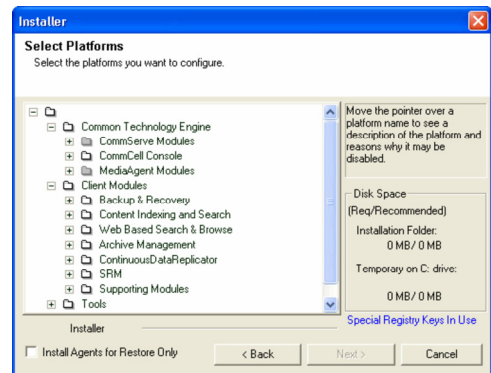 Installer
Select Platforms
Select the platforms you want to configure.
Common Technology Engine
CommServe Modules
CommCell Console
MediaAgent Modules
Client Modules
Backup & Recovery
Content Indexing and Search
Web Based Search & Browse
Archive Management
ContinuousDataReplicator
SRM
Supporting Modules
Tools
Move the pointer over a
platform name to see a
description of the platform and
reasons why it may be
disabled.
Disk Space
(Req/Recommended)
Installation Folder:
0 MB/ 0 MB
Temporary on C: drive:
0 MB/ 0 MB
Special Registry Keys In Use
Installer
Install Agents for Restore Only
< Back
Next >
Cancel